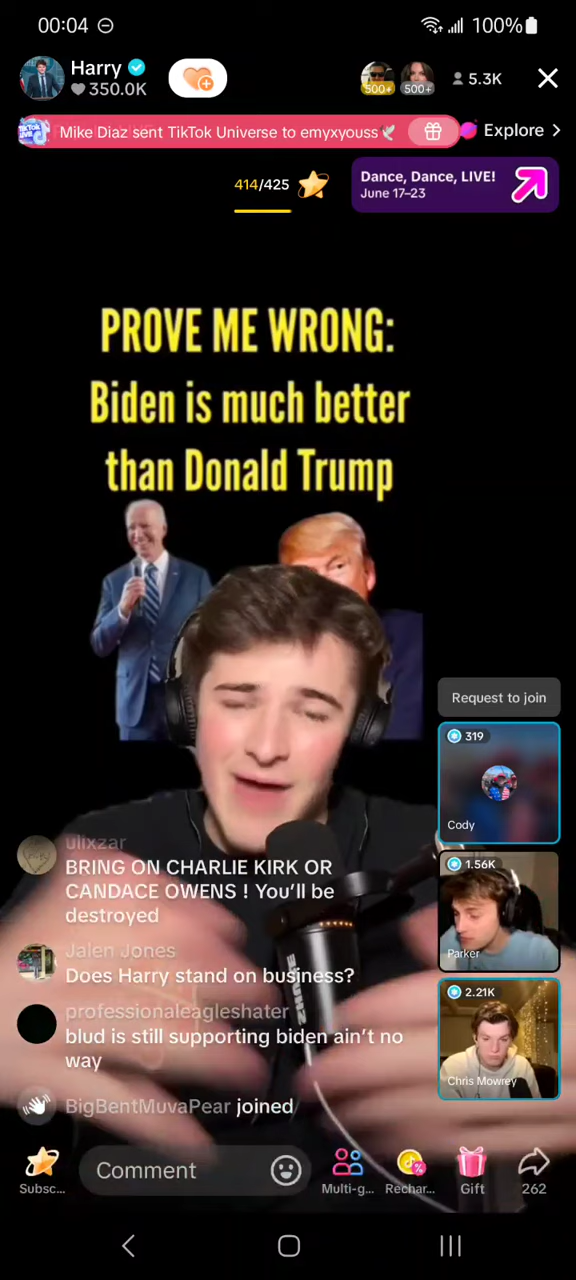 00:04
100%
Harry
350.0K
500+
500+
5.3K
Mike Diaz sent TikTok Universe to emyxyouss
Explore >
414/425
Dance, Dance, LIVE!
June 17–23
PROVE ME WRONG:
Biden is much better
than Donald Trump
Request to join
319
Cody
1.56K
Parker
2.21K
Chris Mowrey
ulixzar
BRING ON CHARLIE KIRK OR
CANDACE OWENS ! You'll be
destroyed
Jalen Jones
Does Harry stand on business?
professionaleagleshater
blud is still supporting biden ain't no
way
BigBentMuvaPear joined
Comment
Subsc...
Multi-g...
Rechar...
Gift
262